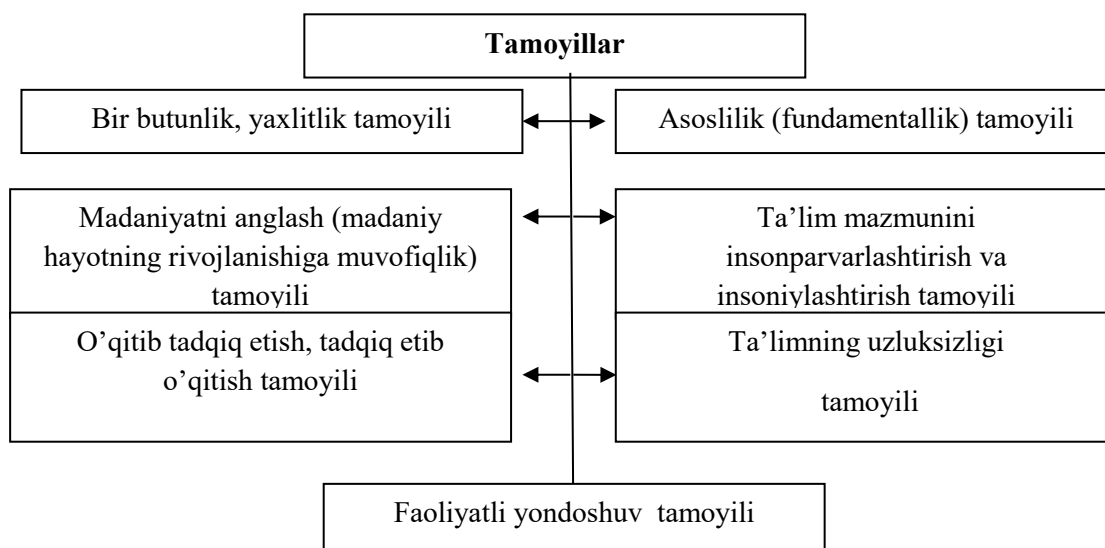 Tamoyillar
Bir butunlik, yaxlitlik tamoyili
Asoslilik (fundamentallik) tamoyili
Madaniyatni anglash (madaniy
hayotning rivojlanishiga muvofiqlik)
tamoyili
Ta’lim mazmunini
insonparvarlashtirish va
insoniylashtirish tamoyili
O’qitib tadqiq etish, tadqiq etib
o’qitish tamoyili
Ta’limning uzluksizligi
tamoyili
Faoliyatli yondoshuv tamoyili